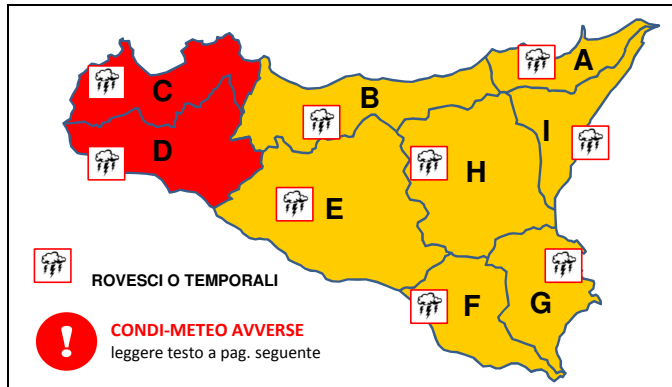 A
C
B
I
D
H
E
F
G
ROVESCI O TEMPORALI
!
CONDI-METEO AVVERSE
leggere testo a pag. seguente